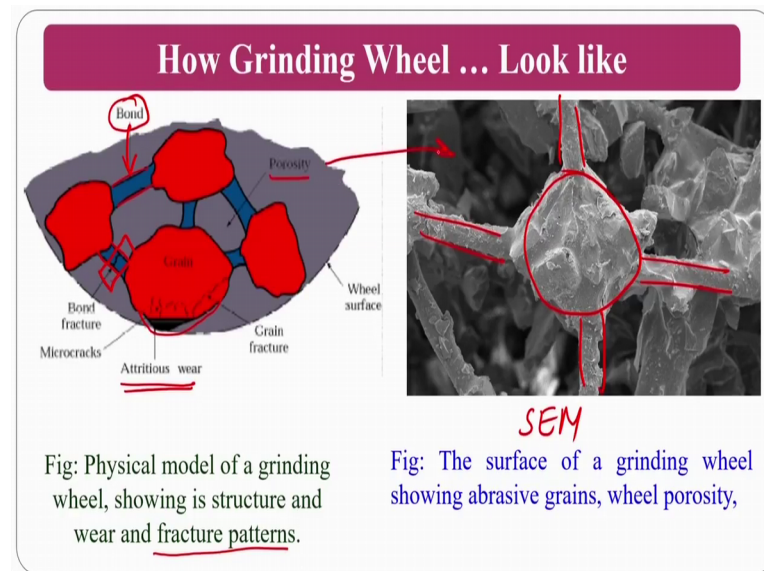 How Grinding Wheel … Look like
Bond
Porosity
Grain
Wheel
surface
Bond
fracture
Microcracks
Grain
fracture
Attritious wear
SEM
Fig: Physical model of a grinding
wheel, showing is structure and
wear and fracture patterns.
Fig: The surface of a grinding wheel
showing abrasive grains, wheel porosity,